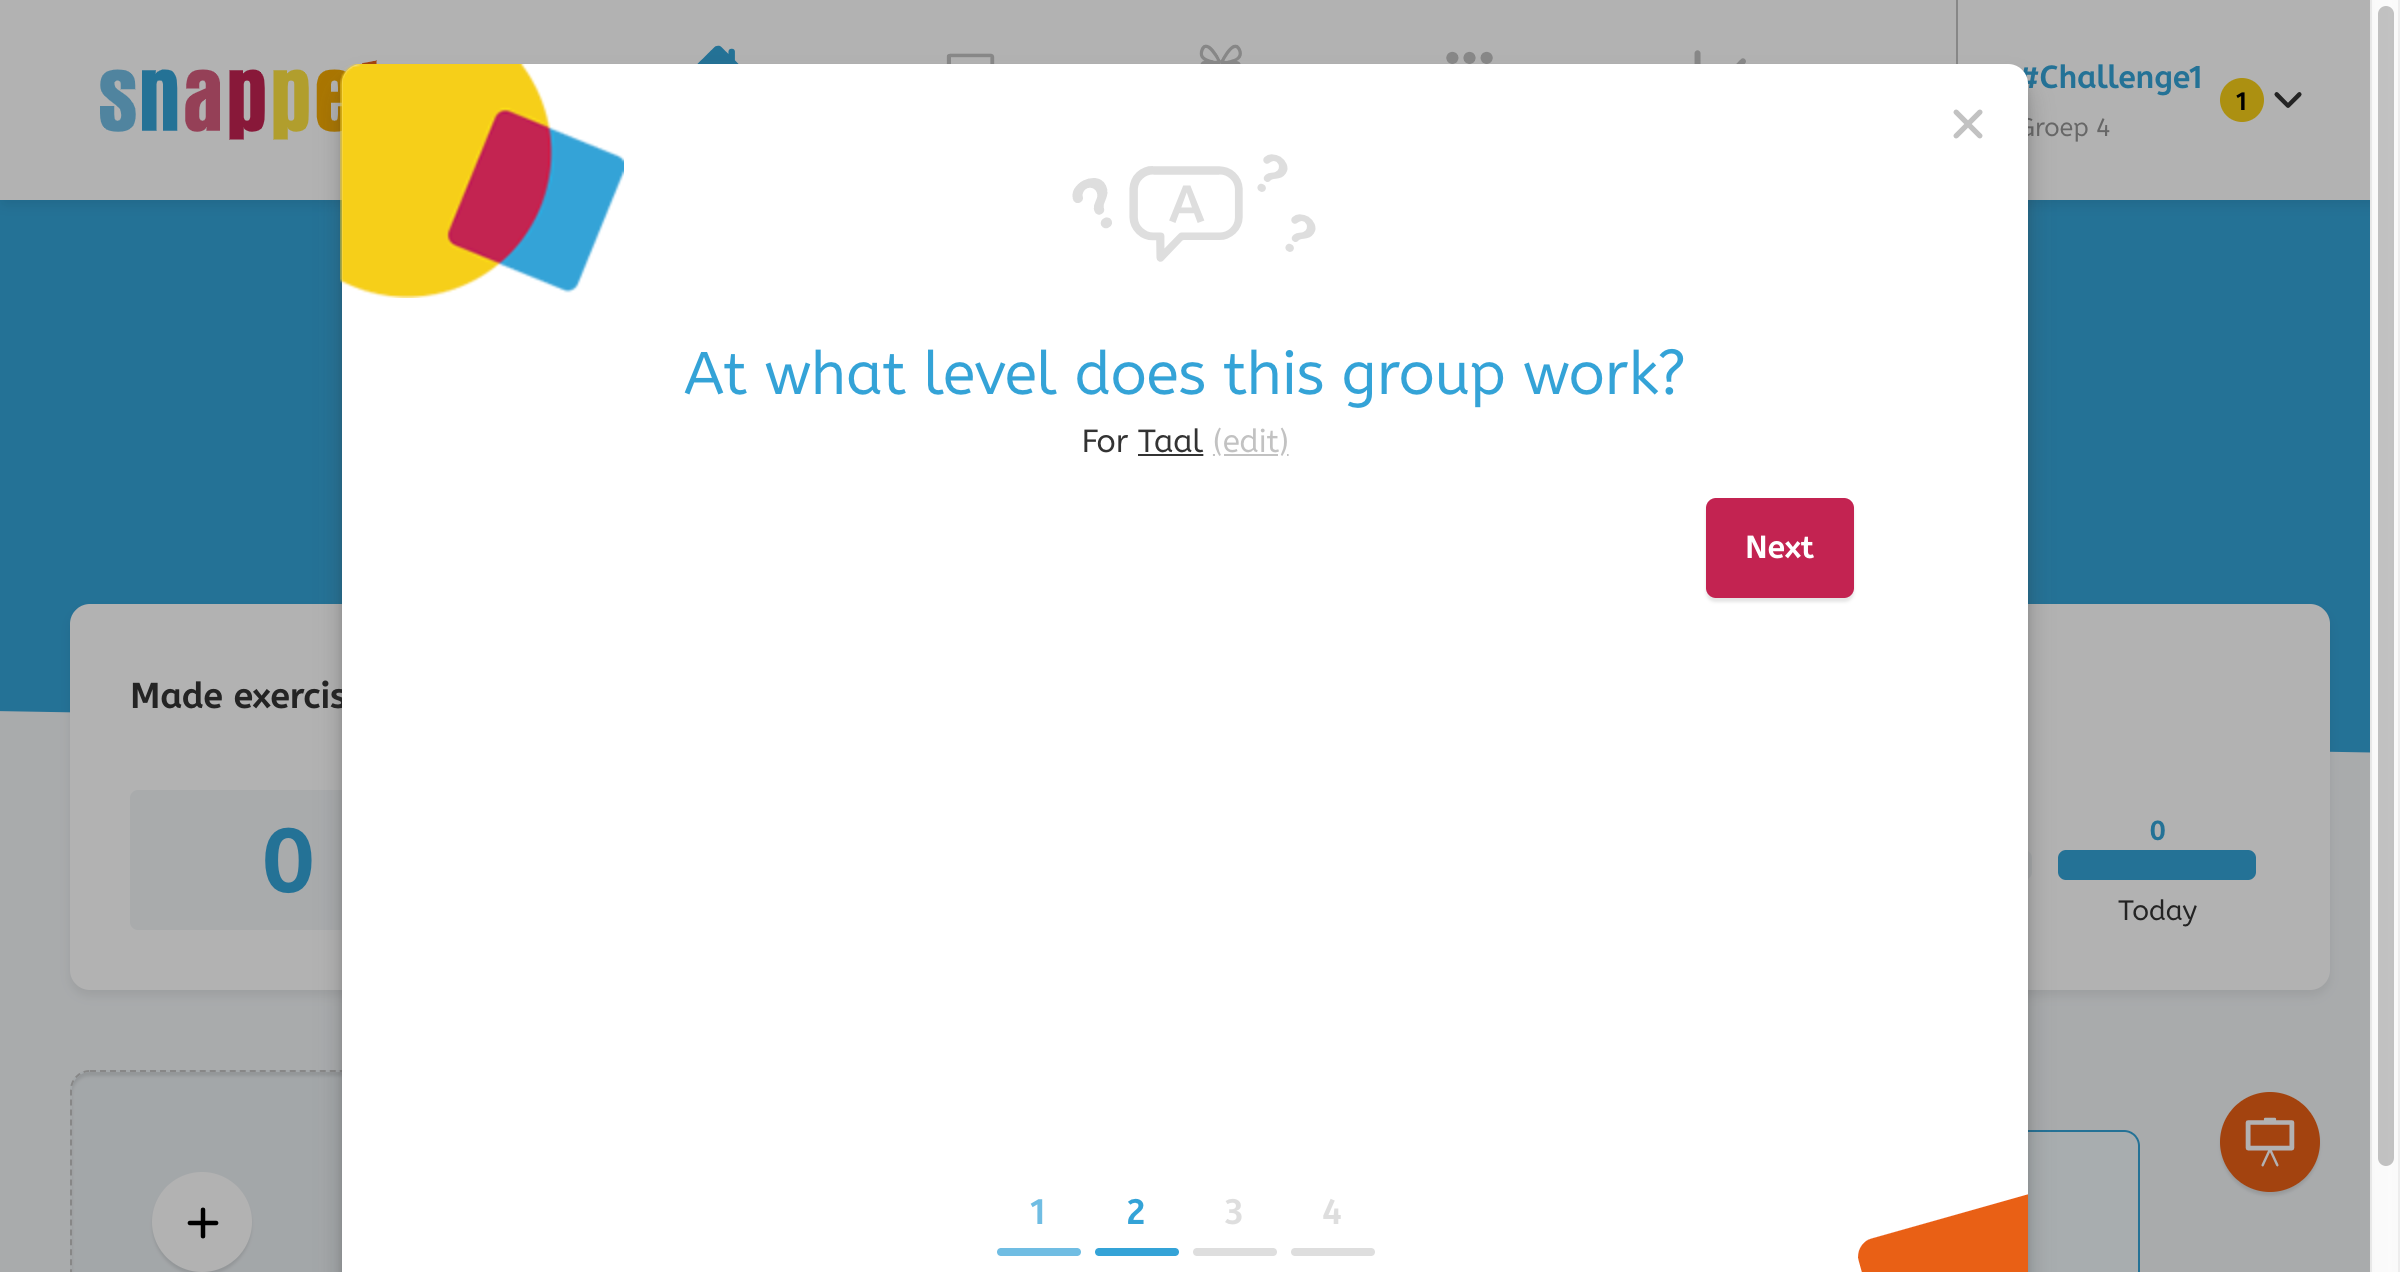 snappe
#Challenge1
1
Groep 4
A
At what level does this group work?
For Taal (edit)
Next
Made exercis
0
0
Today
1 2 3 4